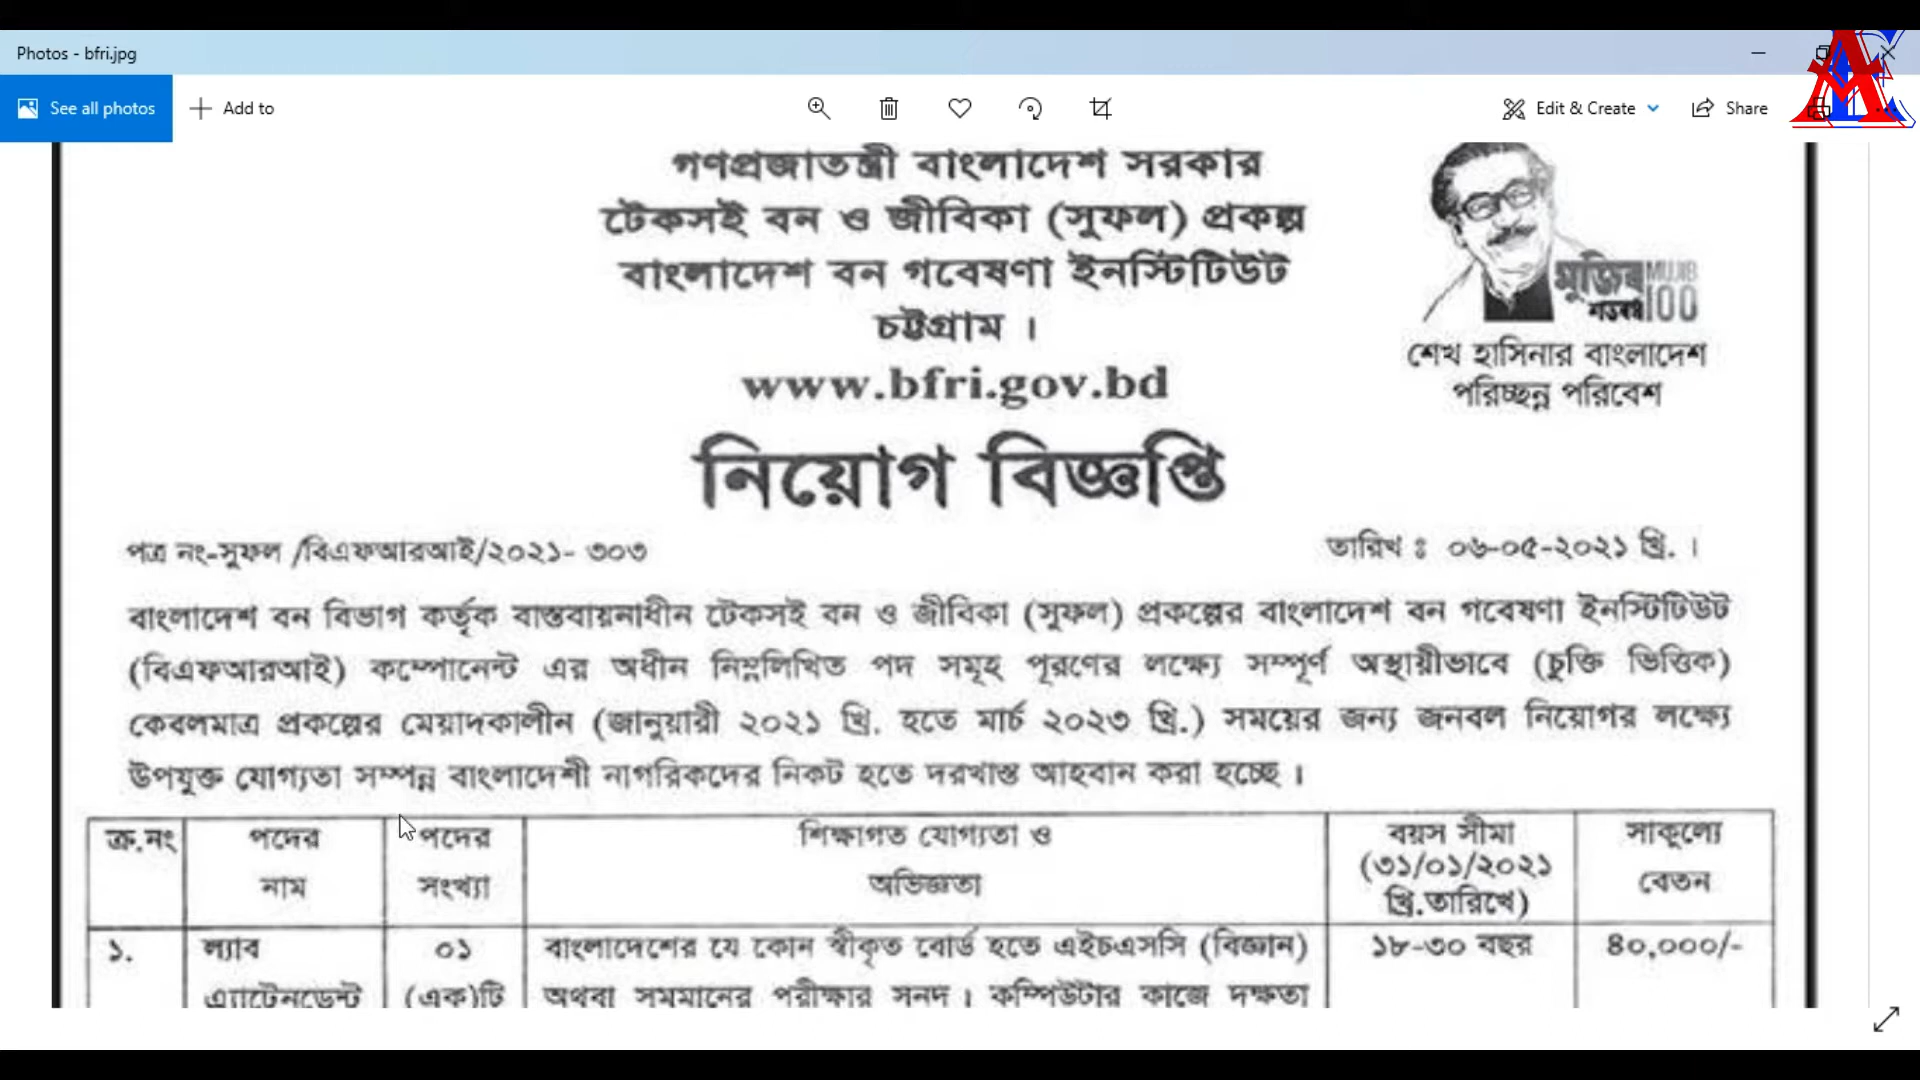 Photos - bfri.jpg
See all photos
Add to
Edit & Create
Share
গণপ্রজাতন্ত্রী বাংলাদেশ সরকার
টেকসই বন ও জীবিকা (সুফল) প্রকল্প
বাংলাদেশ বন গবেষণা ইনস্টিটিউট
চট্টগ্রাম ।
www.bfri.gov.bd
মুজিব MUJIB
শতবর্ষ 100
শেখ হাসিনার বাংলাদেশ
পরিচ্ছন্ন পরিবেশ
নিয়োগ বিজ্ঞপ্তি
পত্র নং-সুফল /বিএফআরআই/২০২১- ৩০৩
তারিখ ঃ ০৬-০৫-২০২১ খ্রি. ।
বাংলাদেশ বন বিভাগ কর্তৃক বাস্তবায়নাধীন টেকসই বন ও জীবিকা (সুফল) প্রকল্পের বাংলাদেশ বন গবেষণা ইনস্টিটিউট
(বিএফআরআই) কম্পোনেন্ট এর অধীন নিম্নলিখিত পদ সমূহ পূরণের লক্ষ্যে সম্পূর্ণ অস্থায়ীভাবে (চুক্তি ভিত্তিক)
কেবলমাত্র প্রকল্পের মেয়াদকালীন (জানুয়ারী ২০২১ খ্রি. হতে মার্চ ২০২৩ খ্রি.) সময়ের জন্য জনবল নিয়োগর লক্ষ্যে
উপযুক্ত যোগ্যতা সম্পন্ন বাংলাদেশী নাগরিকদের নিকট হতে দরখাস্ত আহবান করা হচ্ছে ।
ক্র.নং
পদের
নাম
পদের
সংখ্যা
শিক্ষাগত যোগ্যতা ও
অভিজ্ঞতা
বয়স সীমা
(৩১/০১/২০২১
খ্রি.তারিখে)
সাকুল্যে
বেতন
১.
ল্যাব
এ্যাটেনডেন্ট
০১
(এক)টি
বাংলাদেশের যে কোন স্বীকৃত বোর্ড হতে এইচএসসি (বিজ্ঞান)
অথবা সমমানের পরীক্ষার সনদ । কম্পিউটার কাজে দক্ষতা
১৮-৩০ বছর
৪০,০০০/-